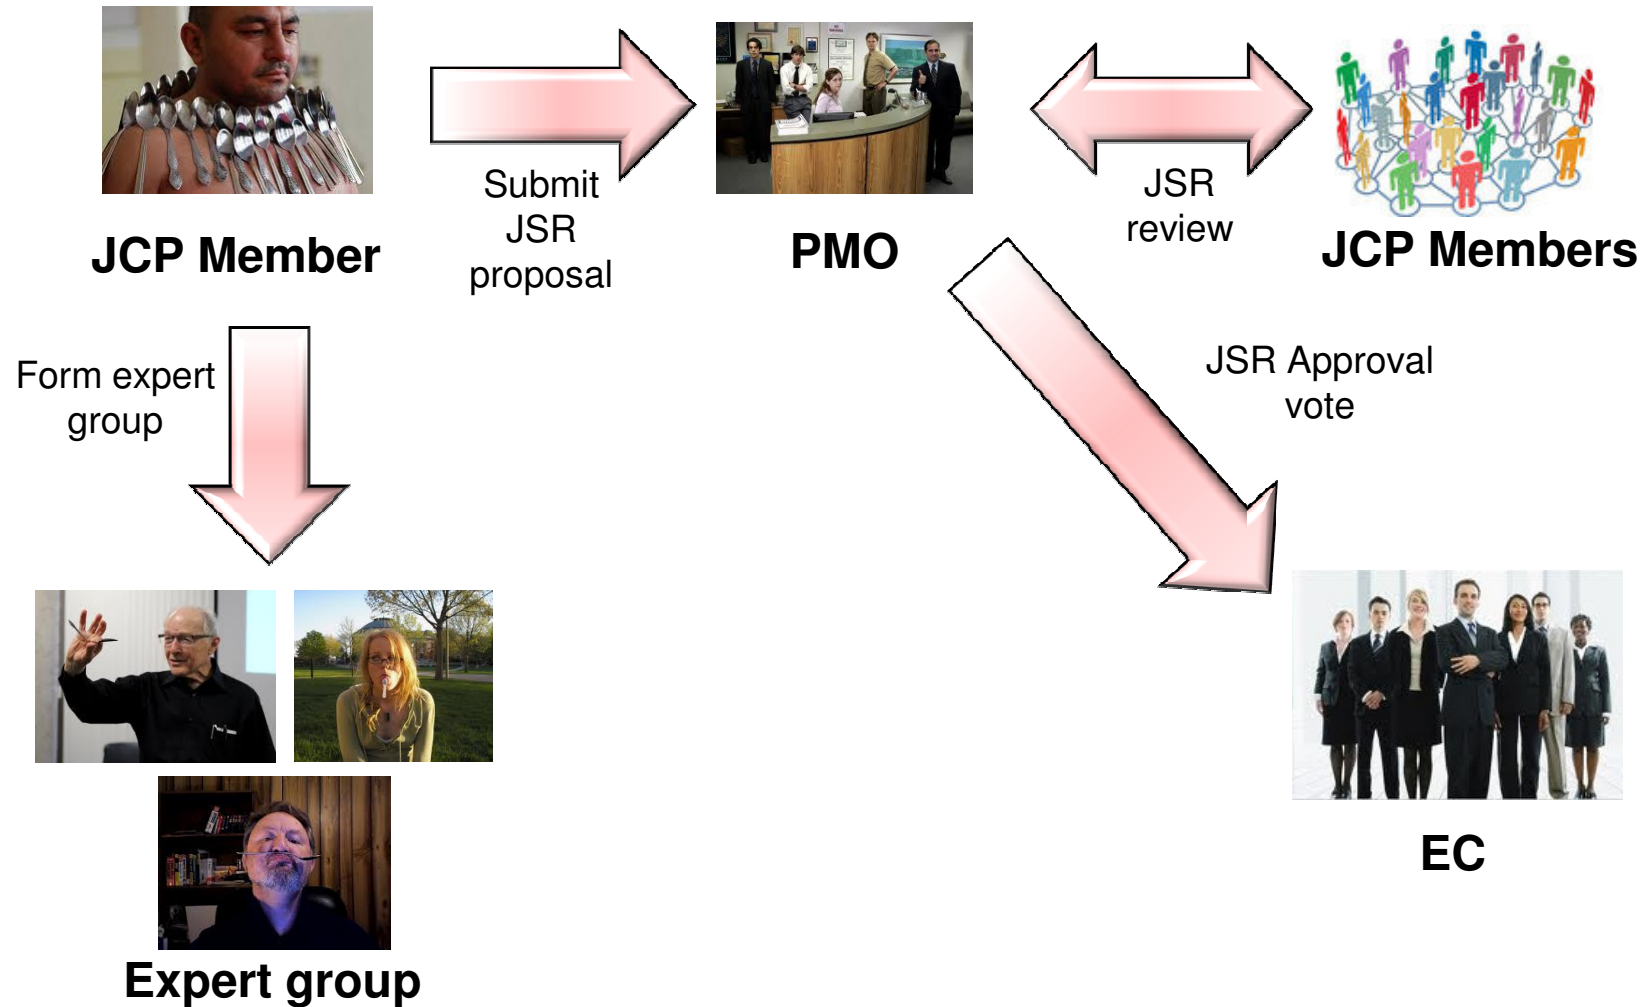 JCP Member
Submit
JSR
proposal
PMO
JSR
review
JCP Members
Form expert
group
JSR Approval
vote
EC
Expert group